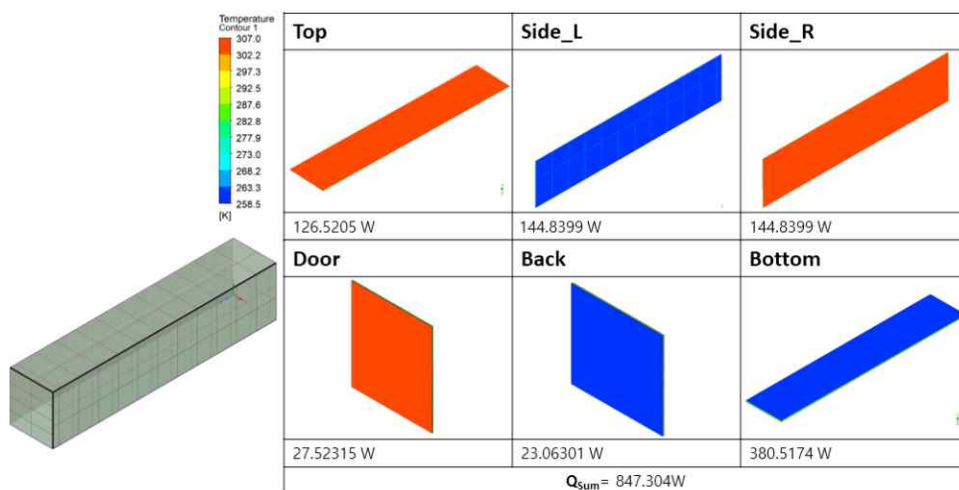 Temperature
Contour 1
307.0
302.2
297.3
292.5
287.6
282.8
277.9
273.0
268.2
263.3
258.5
[K]
Top
Side_L
Side_R
126.5205 W
144.8399 W
144.8399 W
Door
Back
Bottom
27.52315 W
23.06301 W
380.5174 W
QSum= 847.304W